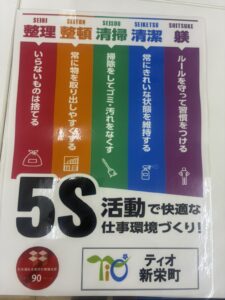 SEIRI SEITON SEISOU SEIKETSU SHITSUKE
整理 整頓 清掃 清潔 躾
いらないものは捨てる
常に物を取り出しやすくする
掃除をしてゴミ・汚れをなくす
常にきれいな状態を維持する
ルールを守って習慣をつける
5S活動で快適な
仕事環境づくり!
90
TiO
ティオ
新栄町